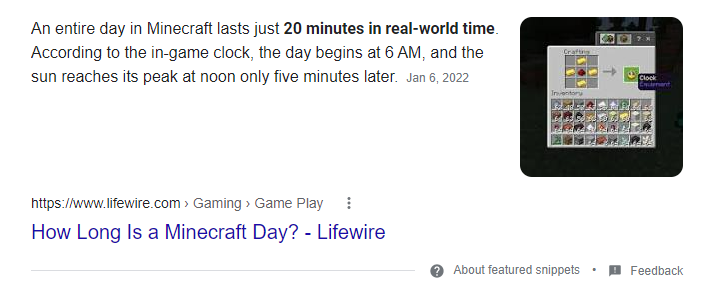 An entire day in Minecraft lasts just 20 minutes in real-world time.
According to the in-game clock, the day begins at 6 AM, and the
sun reaches its peak at noon only five minutes later. Jan 6, 2022
Crafting
Clock
Equipment
Inventory
https://www.lifewire.com › Gaming › Game Play
How Long Is a Minecraft Day? - Lifewire
About featured snippets • Feedback